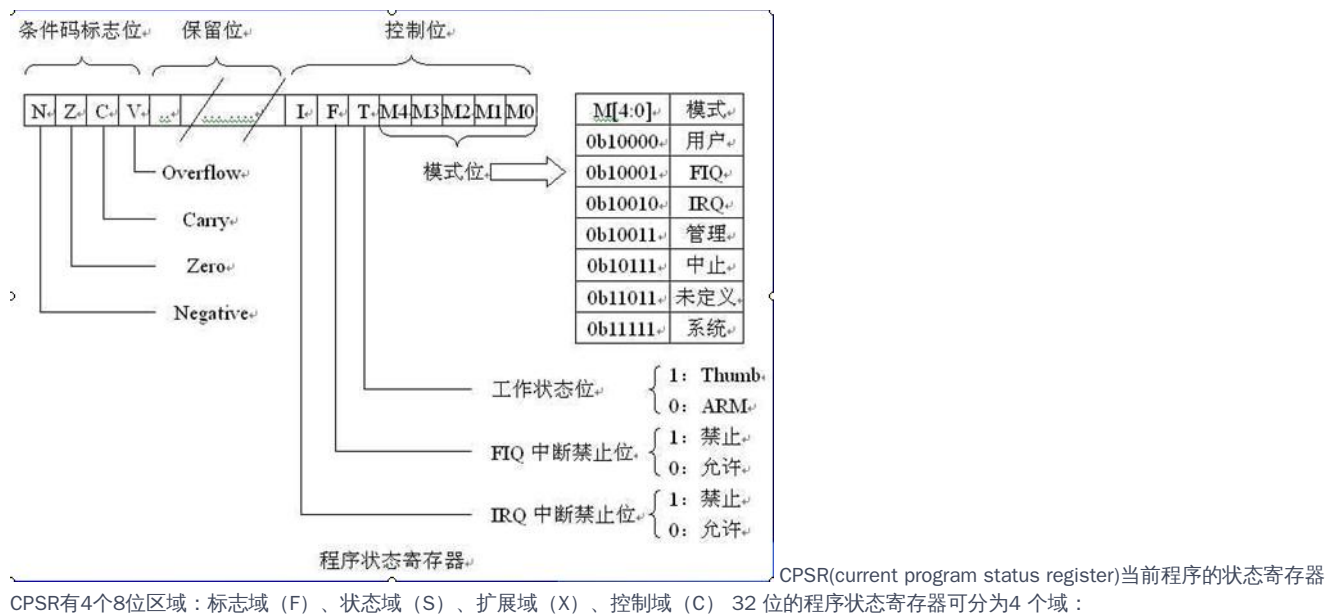 条件码标志位 保留位 控制位
N Z C V .. ........ I F T M4 M3 M2 M1 M0
M[4:0] 模式
0b10000 用户
0b10001 FIQ
0b10010 IRQ
0b10011 管理
0b10111 中止
0b11011 未定义
0b11111 系统
模式位
Overflow
Carry
Zero
Negative
工作状态位 1：Thumb
0：ARM
FIQ 中断禁止位 1：禁止
0：允许
IRQ 中断禁止位 1：禁止
0：允许
程序状态寄存器
CPSR(current program status register)当前程序的状态寄存器
CPSR有4个8位区域：标志域（F）、状态域（S）、扩展域（X）、控制域（C） 32 位的程序状态寄存器可分为4 个域：